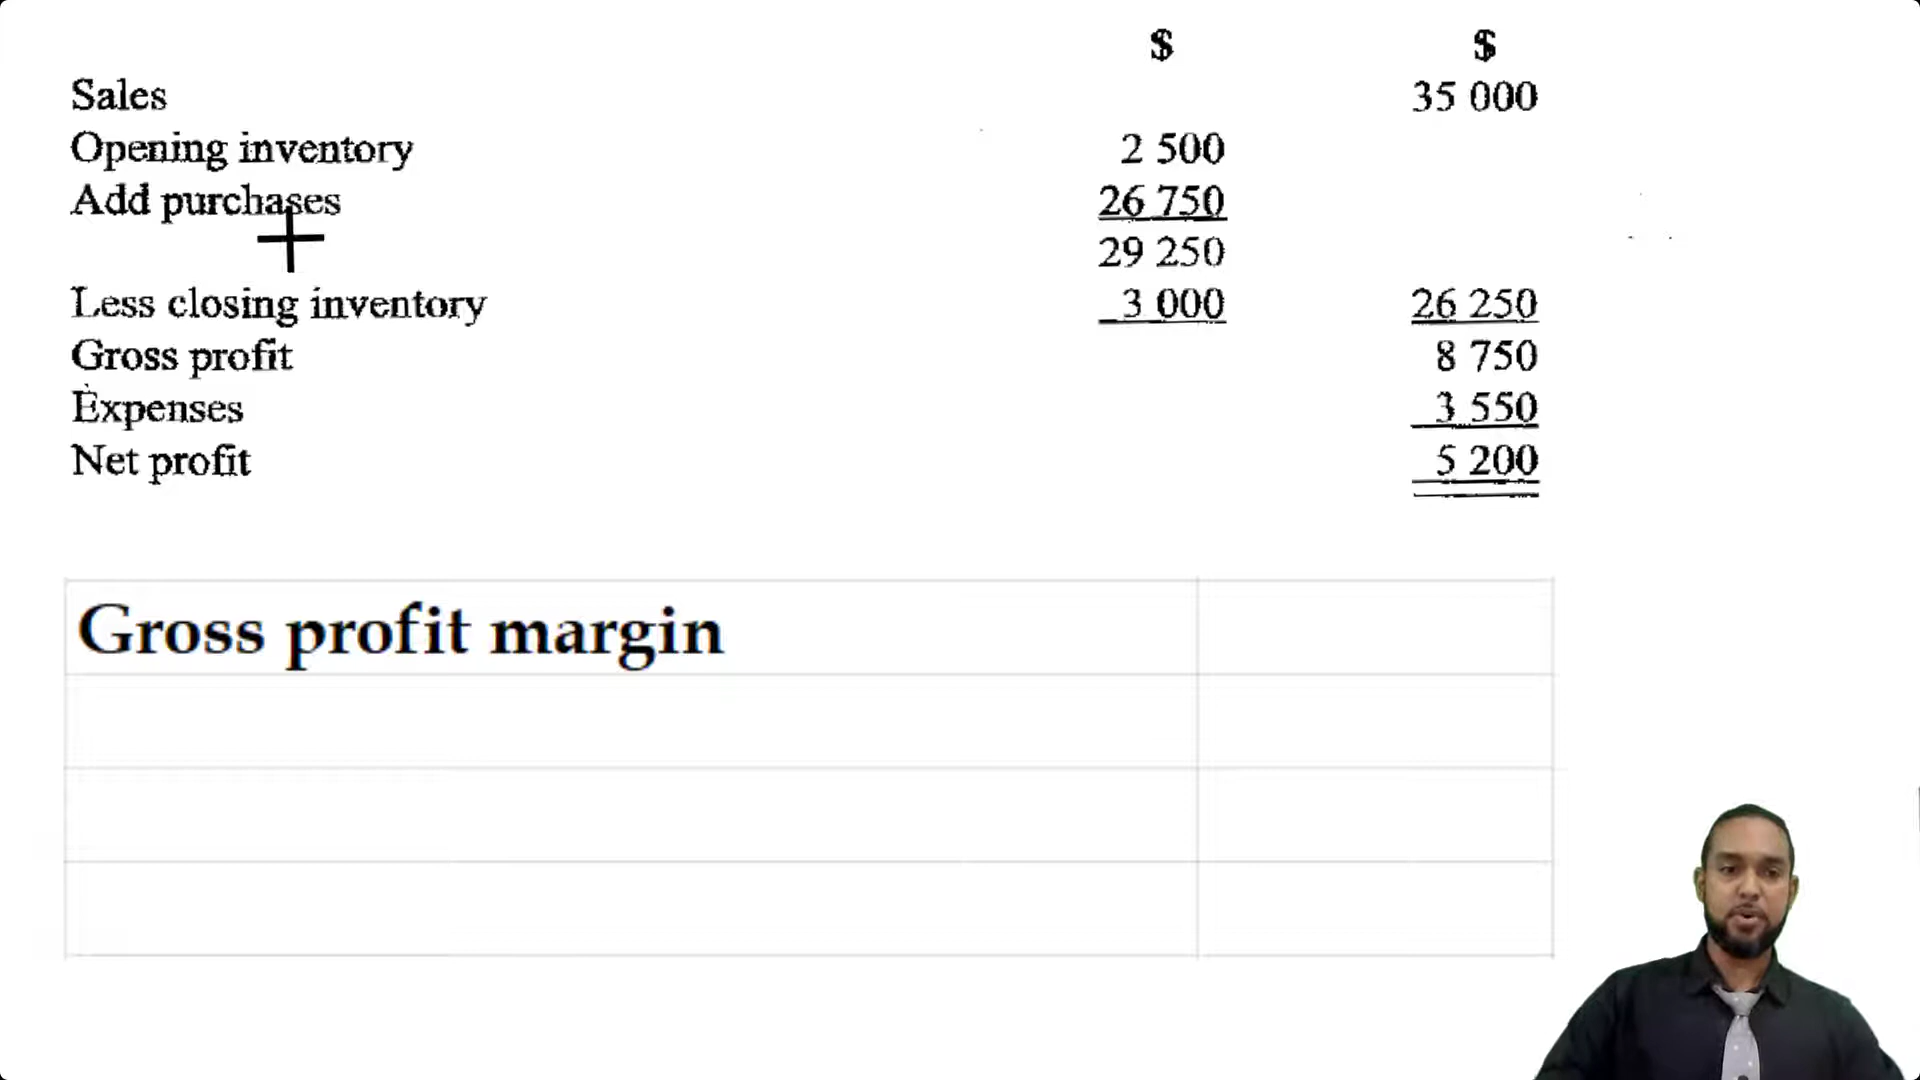 $ $
Sales 35 000
Opening inventory 2 500
Add purchases 26 750
29 250
Less closing inventory 3 000 26 250
Gross profit 8 750
Expenses 3 550
Net profit 5 200
Gross profit margin